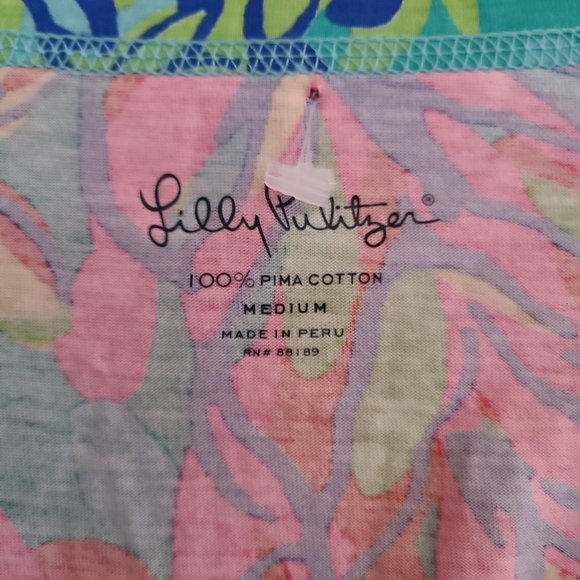 Lilly Pulitzer®
100% PIMA COTTON
MEDIUM
MADE IN PERU
RN# 88189